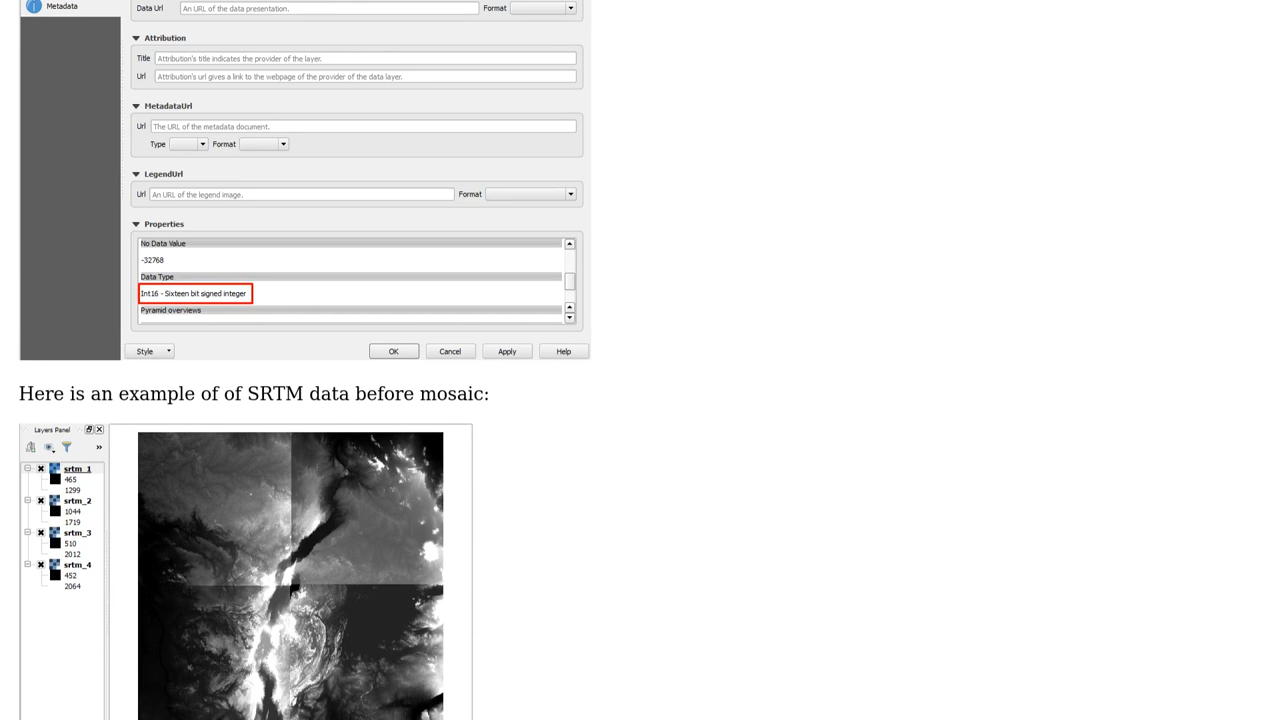 Metadata
Data Url An URL of the data presentation. Format
Attribution
Title Attribution's title indicates the provider of the layer.
Url Attribution's url gives a link to the webpage of the provider of the data layer.
MetadataUrl
Url The URL of the metadata document.
Type Format
LegendUrl
Url An URL of the legend image. Format
Properties
No Data Value
-32768
Data Type
Int16 - Sixteen bit signed integer
Pyramid overviews
Style OK Cancel Apply Help
Here is an example of of SRTM data before mosaic:
Layers Panel
srtm_1
465
1299
srtm_2
1044
1719
srtm_3
510
2012
srtm_4
452
2064